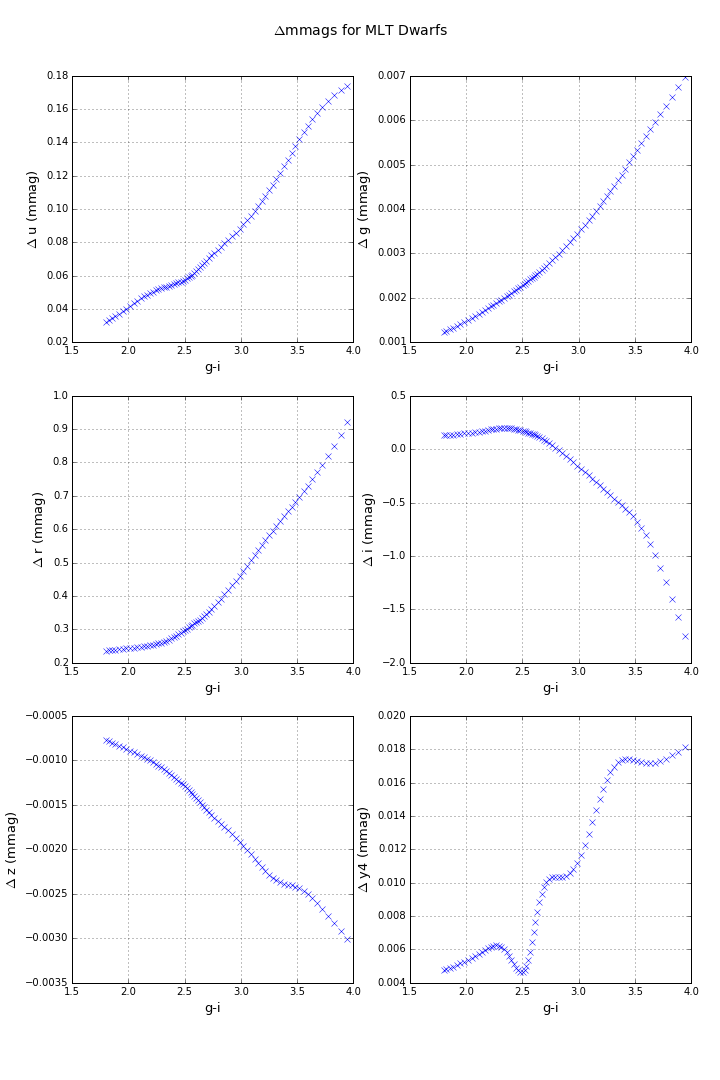 Δmmags for MLT Dwarfs
0.18
0.16
0.14
0.12
0.10
0.08
0.06
0.04
0.02
Δ u (mmag)
1.5 2.0 2.5 3.0 3.5 4.0
g-i
0.007
0.006
0.005
0.004
0.003
0.002
0.001
Δ g (mmag)
1.5 2.0 2.5 3.0 3.5 4.0
g-i
1.0
0.9
0.8
0.7
0.6
0.5
0.4
0.3
0.2
Δ r (mmag)
1.5 2.0 2.5 3.0 3.5 4.0
g-i
0.5
0.0
−0.5
−1.0
−1.5
−2.0
Δ i (mmag)
1.5 2.0 2.5 3.0 3.5 4.0
g-i
−0.0005
−0.0010
−0.0015
−0.0020
−0.0025
−0.0030
−0.0035
Δ z (mmag)
1.5 2.0 2.5 3.0 3.5 4.0
g-i
0.020
0.018
0.016
0.014
0.012
0.010
0.008
0.006
0.004
Δ y4 (mmag)
1.5 2.0 2.5 3.0 3.5 4.0
g-i